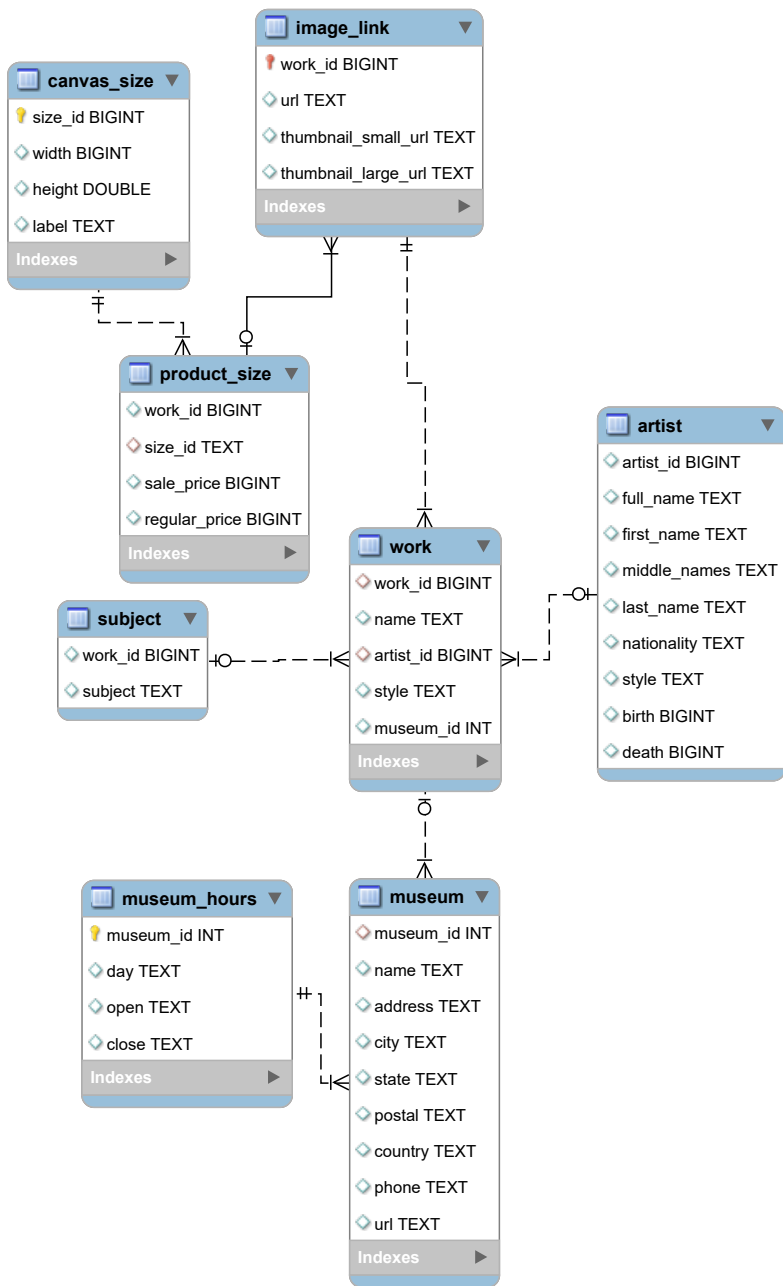 image_link
work_id BIGINT
url TEXT
thumbnail_small_url TEXT
thumbnail_large_url TEXT
Indexes
canvas_size
size_id BIGINT
width BIGINT
height DOUBLE
label TEXT
Indexes
product_size
work_id BIGINT
size_id TEXT
sale_price BIGINT
regular_price BIGINT
Indexes
artist
artist_id BIGINT
full_name TEXT
first_name TEXT
middle_names TEXT
last_name TEXT
nationality TEXT
style TEXT
birth BIGINT
death BIGINT
work
work_id BIGINT
name TEXT
artist_id BIGINT
style TEXT
museum_id INT
Indexes
subject
work_id BIGINT
subject TEXT
museum_hours
museum_id INT
day TEXT
open TEXT
close TEXT
Indexes
museum
museum_id INT
name TEXT
address TEXT
city TEXT
state TEXT
postal TEXT
country TEXT
phone TEXT
url TEXT
Indexes